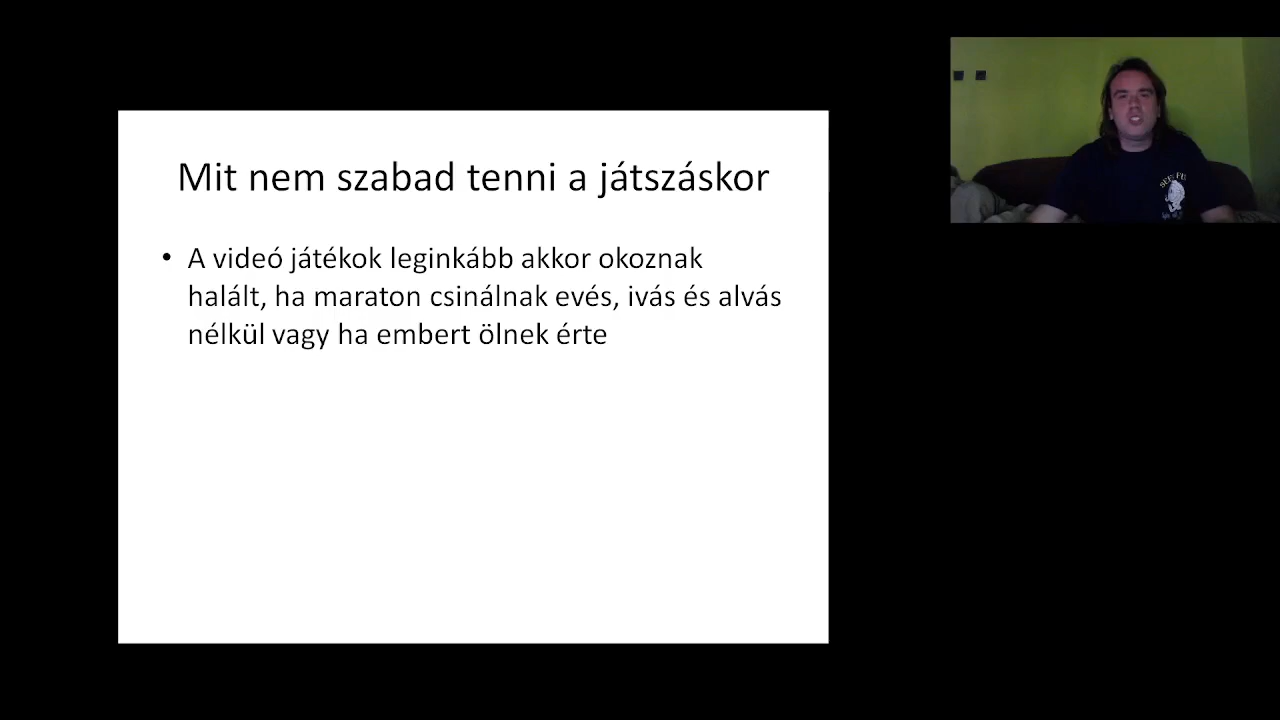 Mit nem szabad tenni a játszáskor
• A videó játékok leginkább akkor okoznak
halált, ha maraton csinálnak evés, ivás és alvás
nélkül vagy ha embert ölnek érte